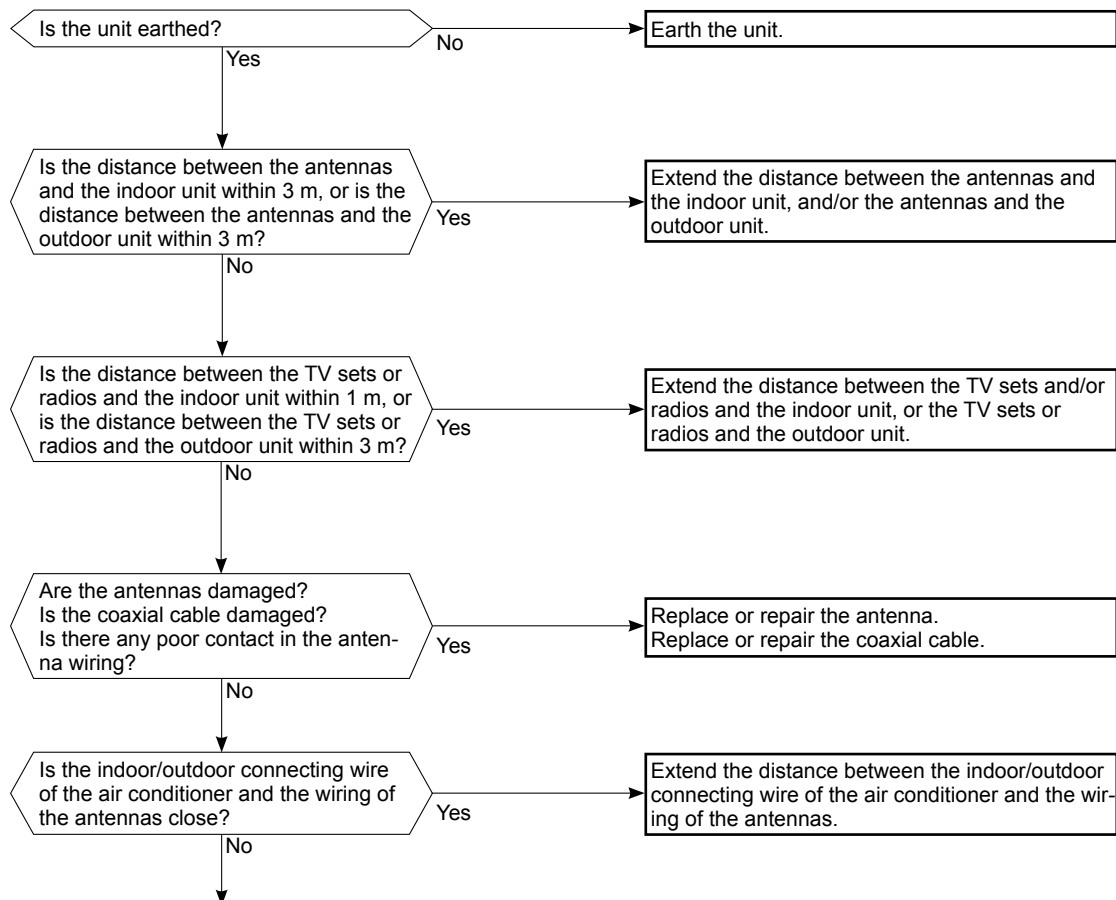 Is the unit earthed?
No
Earth the unit.
Yes
Is the distance between the antennas
and the indoor unit within 3 m, or is the
distance between the antennas and the
outdoor unit within 3 m?
Yes
Extend the distance between the antennas and
the indoor unit, and/or the antennas and the
outdoor unit.
No
Is the distance between the TV sets or
radios and the indoor unit within 1 m, or
is the distance between the TV sets or
radios and the outdoor unit within 3 m?
Yes
Extend the distance between the TV sets and/or
radios and the indoor unit, or the TV sets or
radios and the outdoor unit.
No
Are the antennas damaged?
Is the coaxial cable damaged?
Is there any poor contact in the anten-
na wiring?
Yes
Replace or repair the antenna.
Replace or repair the coaxial cable.
No
Is the indoor/outdoor connecting wire
of the air conditioner and the wiring of
the antennas close?
Yes
Extend the distance between the indoor/outdoor
connecting wire of the air conditioner and the wir-
ing of the antennas.
No